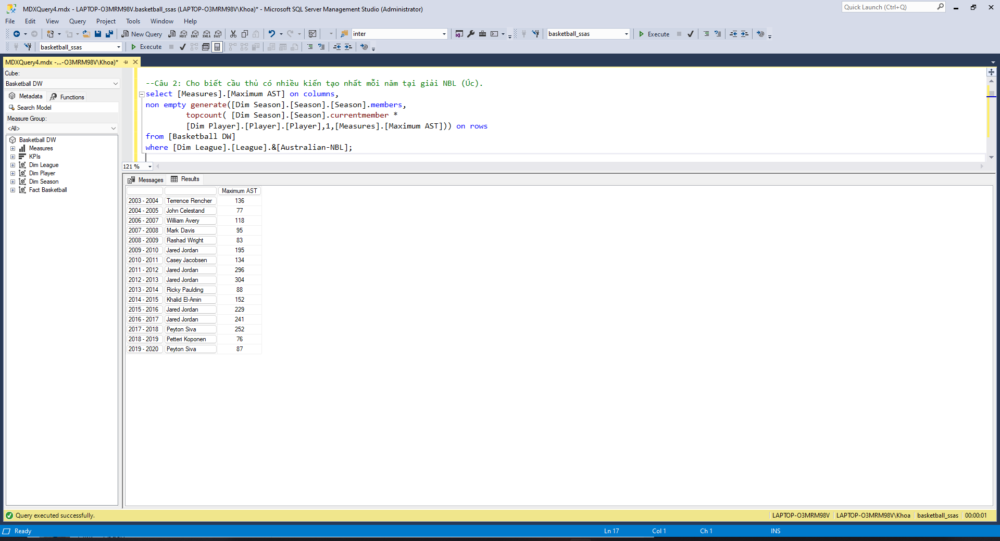 MDXQuery4.mdx - LAPTOP-O3MRM98V.basketball_ssas (LAPTOP-O3MRM98V\Khoa)* - Microsoft SQL Server Management Studio (Administrator)
Quick Launch (Ctrl+Q)
File Edit View Query Project Tools Window Help
New Query MDX DMX XMLA DAX inter basketball_ssas Execute
basketball_ssas Execute
MDXQuery4.mdx -...-O3MRM98V\Khoa)*
Cube:
Basketball DW
Metadata Functions
Search Model
Measure Group:
<All>
Basketball DW
Measures
KPIs
Dim League
Dim Player
Dim Season
Fact Basketball
--Câu 2: Cho biết cầu thủ có nhiều kiến tạo nhất mỗi năm tại giải NBL (Úc).
select [Measures].[Maximum AST] on columns,
non empty generate([Dim Season].[Season].[Season].members,
topcount( [Dim Season].[Season].currentmember *
[Dim Player].[Player].[Player],1,[Measures].[Maximum AST])) on rows
from [Basketball DW]
where [Dim League].[League].&[Australian-NBL];
121 %
Messages Results
Maximum AST
2003 - 2004 Terrence Rencher 136
2004 - 2005 John Celestand 77
2006 - 2007 William Avery 118
2007 - 2008 Mark Davis 95
2008 - 2009 Rashad Wright 83
2009 - 2010 Jared Jordan 195
2010 - 2011 Casey Jacobsen 134
2011 - 2012 Jared Jordan 296
2012 - 2013 Jared Jordan 304
2013 - 2014 Ricky Paulding 88
2014 - 2015 Khalid El-Amin 152
2015 - 2016 Jared Jordan 229
2016 - 2017 Jared Jordan 241
2017 - 2018 Peyton Siva 252
2018 - 2019 Petteri Koponen 76
2019 - 2020 Peyton Siva 87
Query executed successfully. LAPTOP-O3MRM98V LAPTOP-O3MRM98V\Khoa basketball_ssas 00:00:01
Ready Ln 17 Col 1 Ch 1 INS